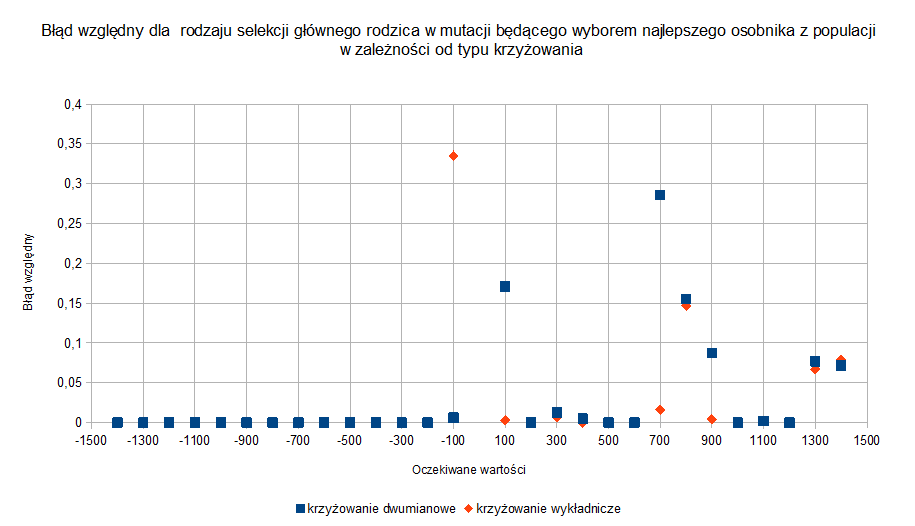 Błąd względny dla  rodzaju selekcji głównego rodzica w mutacji będącego wyborem najlepszego osobnika z populacji
w zależności od typu krzyżowania
0,4
0,35
0,3
0,25
0,2
0,15
0,1
0,05
0
Błąd względny
-1500 -1300 -1100 -900 -700 -500 -300 -100 100 300 500 700 900 1100 1300 1500
Oczekiwane wartości
krzyżowanie dwumianowe krzyżowanie wykładnicze